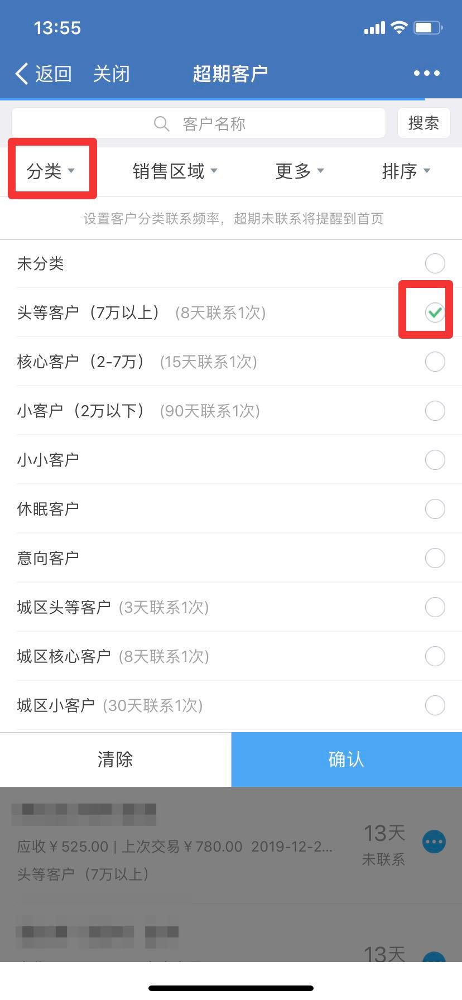 13:55
返回 关闭 超期客户
客户名称 搜索
分类 销售区域 更多 排序
设置客户分类联系频率，超期未联系将提醒到首页
未分类
头等客户（7万以上） (8天联系1次)
核心客户（2-7万） (15天联系1次)
小客户（2万以下） (90天联系1次)
小小客户
休眠客户
意向客户
城区头等客户 (3天联系1次)
城区核心客户 (8天联系1次)
城区小客户 (30天联系1次)
清除 确认
13天
应收￥525.00 | 上次交易￥780.00 2019-12-2...
未联系
头等客户（7万以上）
13天